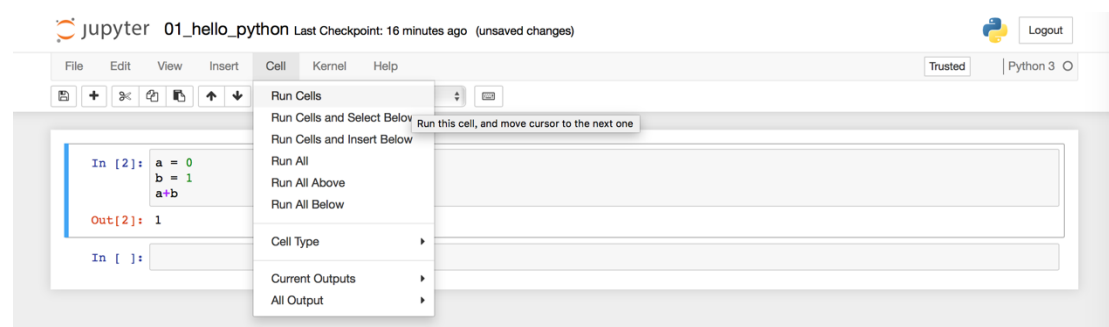 jupyter 01_hello_python Last Checkpoint: 16 minutes ago (unsaved changes) Logout
File Edit View Insert Cell Kernel Help Trusted Python 3
Run Cells
Run Cells and Select Below
Run this cell, and move cursor to the next one
Run Cells and Insert Below
Run All
Run All Above
Run All Below
Cell Type
Current Outputs
All Output
In [2]: a = 0
b = 1
a+b
Out[2]: 1
In [ ]: